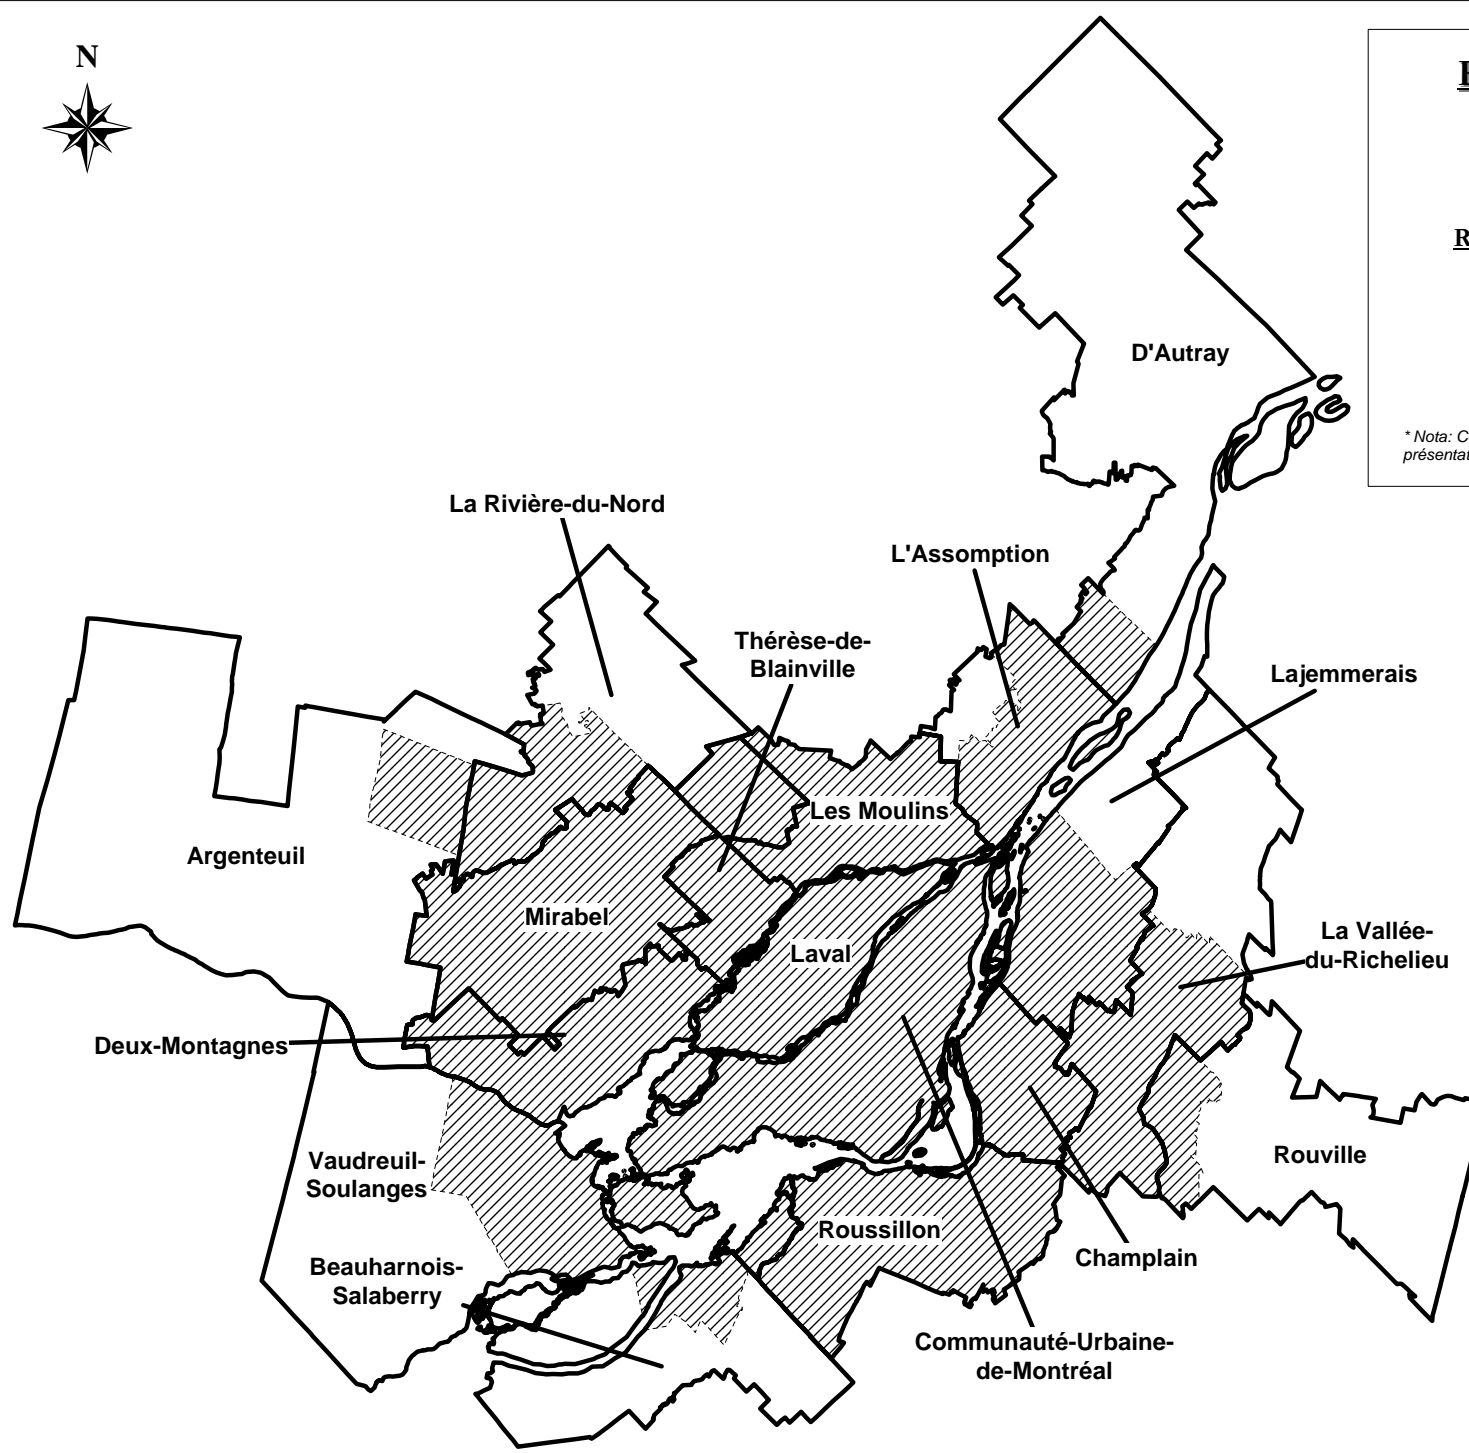 N
D'Autray
* Nota: C
La Rivière-du-Nord
L'Assomption
Thérèse-de-
Blainville
Lajemmerais
Les Moulins
Argenteuil
Mirabel
Laval
La Vallée-
du-Richelieu
Deux-Montagnes
Vaudreuil-
Soulanges
Rouville
Roussillon
Champlain
Beauharnois-
Salaberry
Communauté-Urbaine-
de-Montréal